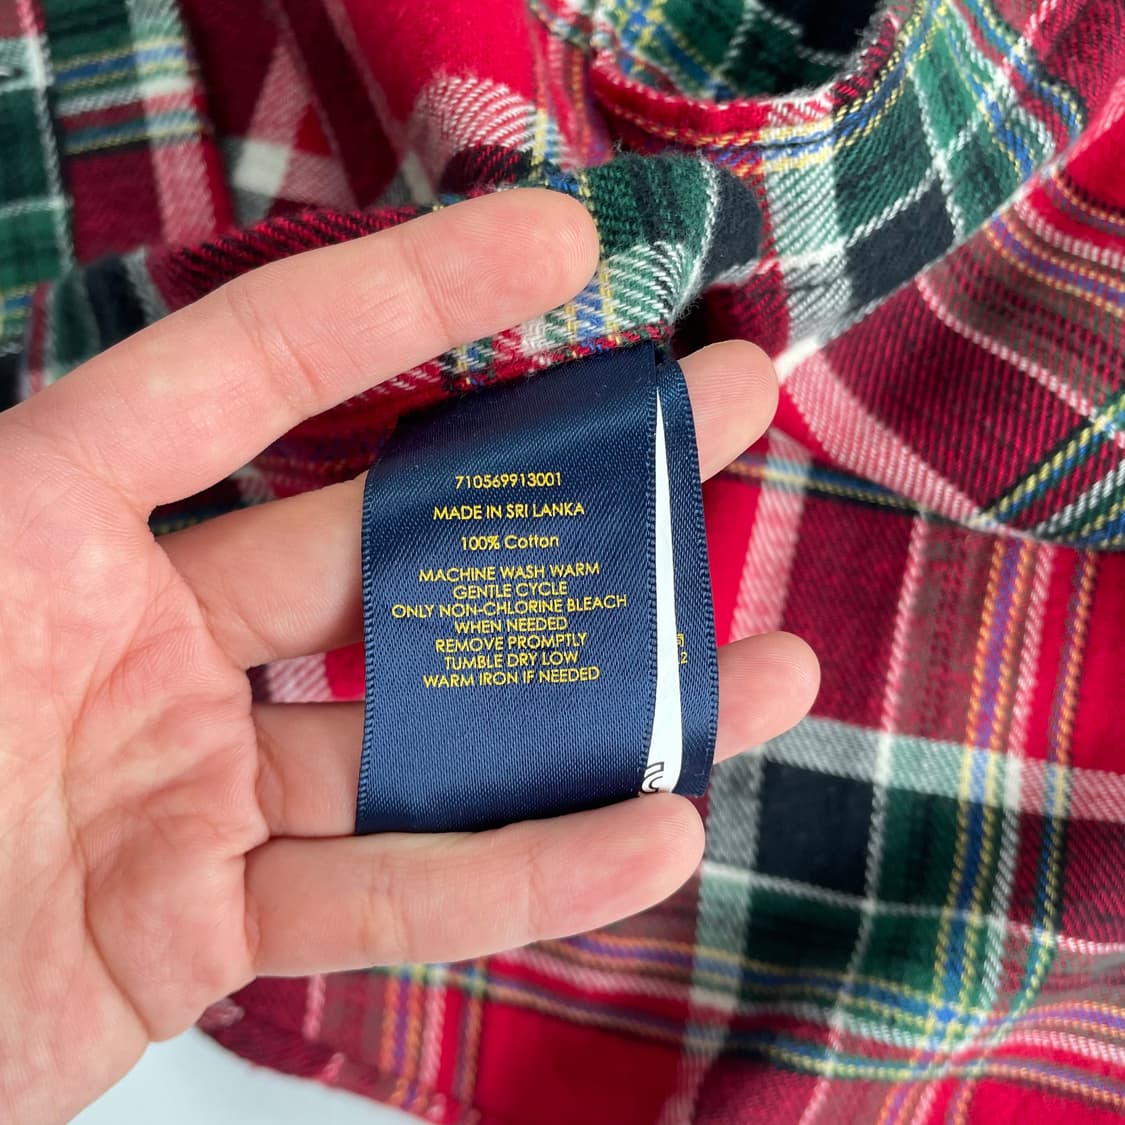 710569913001
MADE IN SRI LANKA
100% Cotton
MACHINE WASH WARM
GENTLE CYCLE
ONLY NON-CHLORINE BLEACH
WHEN NEEDED
REMOVE PROMPTLY
TUMBLE DRY LOW
WARM IRON IF NEEDED